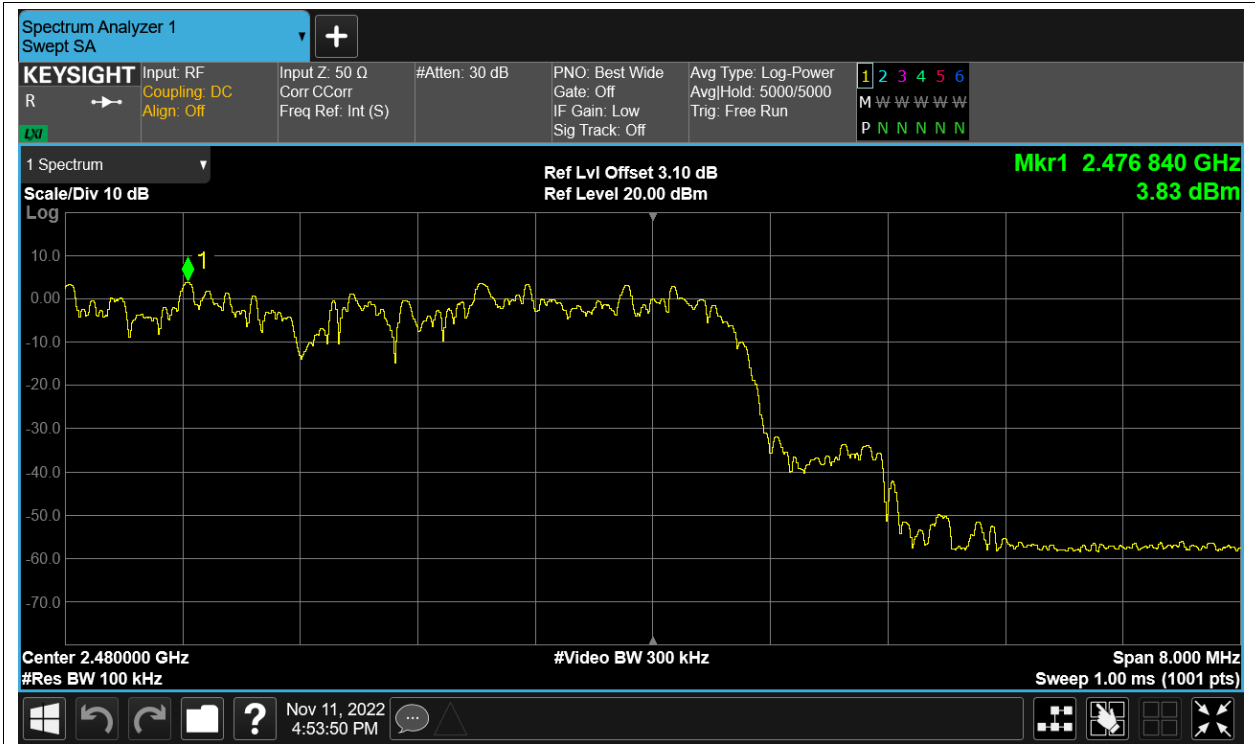 Spectrum Analyzer 1
Swept SA
KEYSIGHT
R
LXI
Input: RF
Coupling: DC
Align: Off
Input Z: 50 Ω
Corr CCorr
Freq Ref: Int (S)
#Atten: 30 dB
PNO: Best Wide
Gate: Off
IF Gain: Low
Sig Track: Off
Avg Type: Log-Power
Avg|Hold: 5000/5000
Trig: Free Run
1 2 3 4 5 6
M W W W W W
P N N N N N
1 Spectrum
Scale/Div 10 dB
Log
Ref Lvl Offset 3.10 dB
Ref Level 20.00 dBm
Mkr1 2.476 840 GHz
3.83 dBm
1
10.0
0.00
-10.0
-20.0
-30.0
-40.0
-50.0
-60.0
-70.0
Center 2.480000 GHz
#Video BW 300 kHz
Span 8.000 MHz
#Res BW 100 kHz
Sweep 1.00 ms (1001 pts)
?
Nov 11, 2022
4:53:50 PM